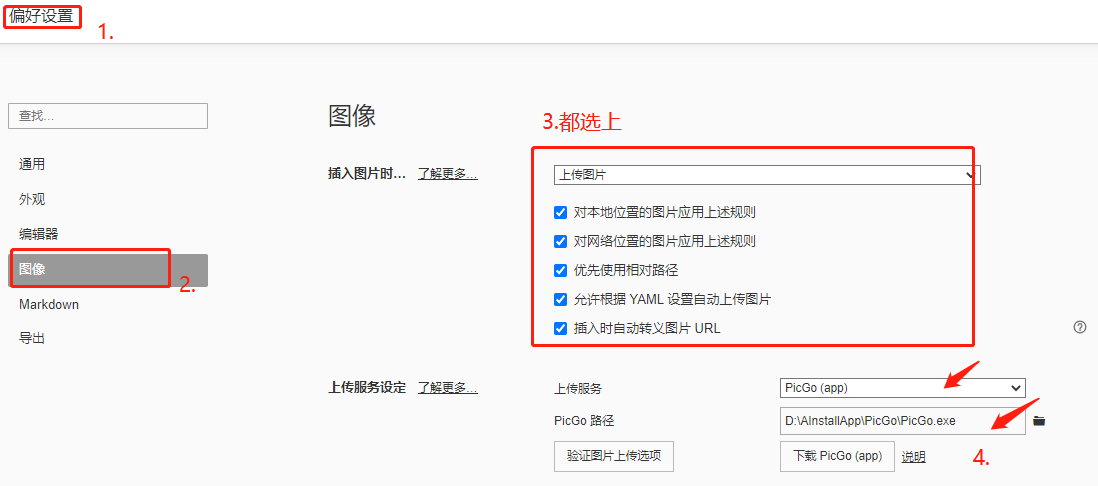 偏好设置
1.
查找...
图像
3.都选上
通用
插入图片时... 了解更多...
上传图片
外观
对本地位置的图片应用上述规则
编辑器
对网络位置的图片应用上述规则
图像
2.
优先使用相对路径
Markdown
允许根据 YAML 设置自动上传图片
导出
插入时自动转义图片 URL
上传服务设定 了解更多...
上传服务 PicGo (app)
PicGo 路径 D:\AInstallApp\PicGo\PicGo.exe
验证图片上传选项 下载 PicGo (app) 说明
4.